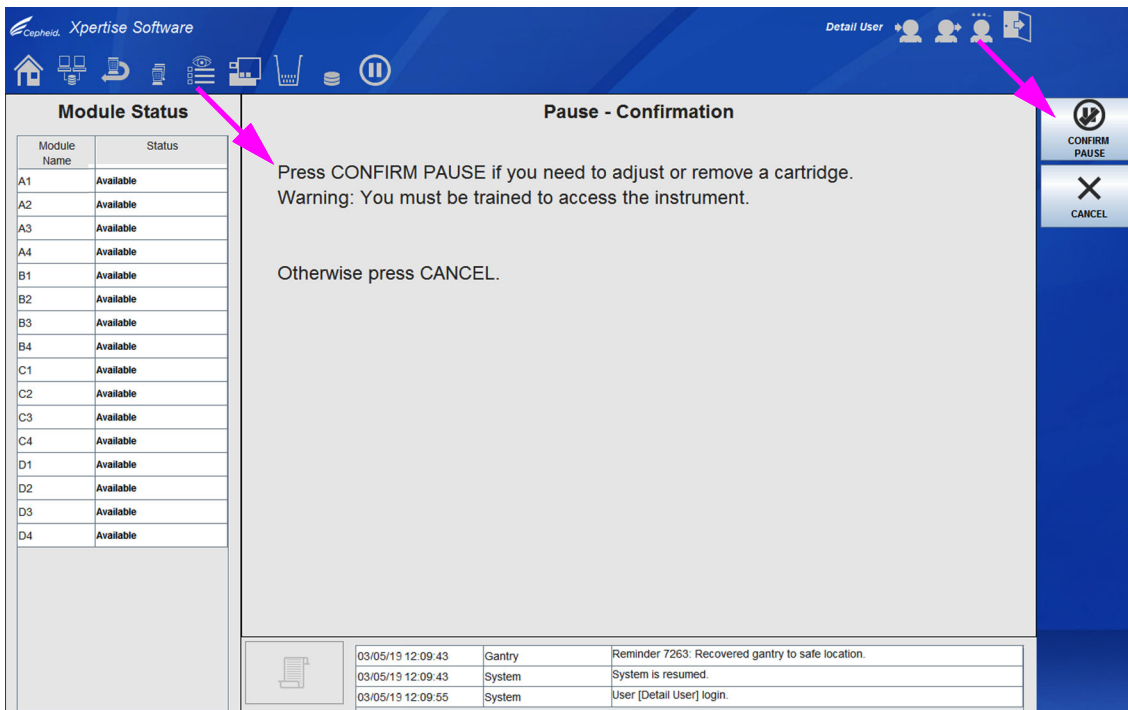 Cepheid. Xpertise Software
Detail User
Module Status
Pause - Confirmation
CONFIRM
PAUSE
CANCEL
Module
Name
Status
A1 Available
A2 Available
A3 Available
A4 Available
B1 Available
B2 Available
B3 Available
B4 Available
C1 Available
C2 Available
C3 Available
C4 Available
D1 Available
D2 Available
D3 Available
D4 Available
Press CONFIRM PAUSE if you need to adjust or remove a cartridge.
Warning: You must be trained to access the instrument.
Otherwise press CANCEL.
03/05/19 12:09:43 Gantry Reminder 7263: Recovered gantry to safe location.
03/05/19 12:09:43 System System is resumed.
03/05/19 12:09:55 System User [Detail User] login.